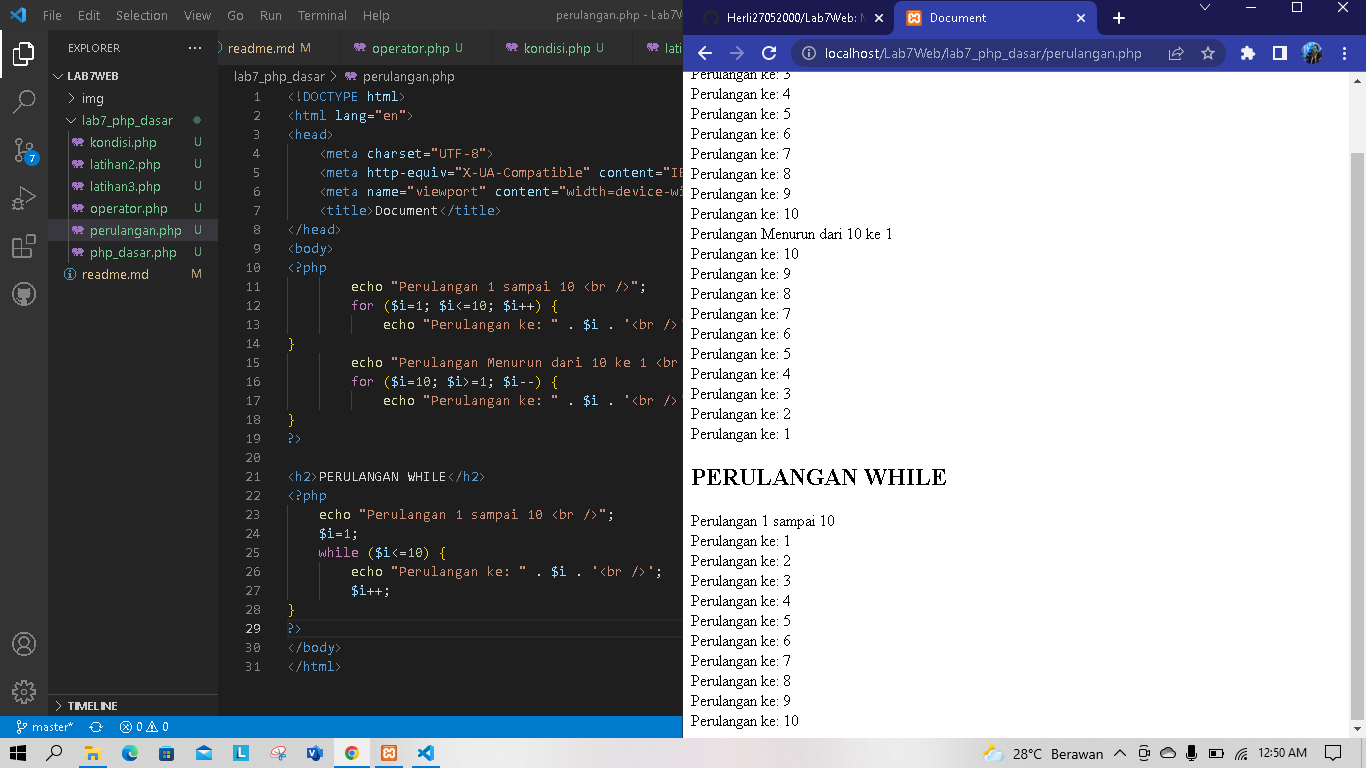 File Edit Selection View Go Run Terminal Help perulangan.php - Lab7W
EXPLORER
LAB7WEB
img
lab7_php_dasar
kondisi.php U
latihan2.php U
latihan3.php U
operator.php U
perulangan.php U
php_dasar.php U
readme.md M
TIMELINE
7
readme.md M operator.php U kondisi.php U lati
lab7_php_dasar > perulangan.php
1 <!DOCTYPE html>
2 <html lang="en">
3 <head>
4 <meta charset="UTF-8">
5 <meta http-equiv="X-UA-Compatible" content="IE
6 <meta name="viewport" content="width=device-wi
7 <title>Document</title>
8 </head>
9 <body>
10 <?php
11 echo "Perulangan 1 sampai 10 <br />";
12 for ($i=1; $i<=10; $i++) {
13 echo "Perulangan ke: " . $i . '<br />'
14 }
15 echo "Perulangan Menurun dari 10 ke 1 <br
16 for ($i=10; $i>=1; $i--) {
17 echo "Perulangan ke: " . $i . '<br />'
18 }
19 ?>
20
21 <h2>PERULANGAN WHILE</h2>
22 <?php
23 echo "Perulangan 1 sampai 10 <br />";
24 $i=1;
25 while ($i<=10) {
26 echo "Perulangan ke: " . $i . '<br />';
27 $i++;
28 }
29 ?>
30 </body>
31 </html>
master* 0 0
Herli27052000/Lab7Web: M Document
localhost/Lab7Web/lab7_php_dasar/perulangan.php
Perulangan ke: 3
Perulangan ke: 4
Perulangan ke: 5
Perulangan ke: 6
Perulangan ke: 7
Perulangan ke: 8
Perulangan ke: 9
Perulangan ke: 10
Perulangan Menurun dari 10 ke 1
Perulangan ke: 10
Perulangan ke: 9
Perulangan ke: 8
Perulangan ke: 7
Perulangan ke: 6
Perulangan ke: 5
Perulangan ke: 4
Perulangan ke: 3
Perulangan ke: 2
Perulangan ke: 1
PERULANGAN WHILE
Perulangan 1 sampai 10
Perulangan ke: 1
Perulangan ke: 2
Perulangan ke: 3
Perulangan ke: 4
Perulangan ke: 5
Perulangan ke: 6
Perulangan ke: 7
Perulangan ke: 8
Perulangan ke: 9
Perulangan ke: 10
L
28°C Berawan 12:50 AM